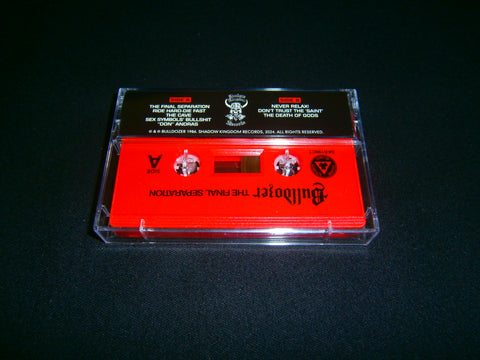 SIDE A
THE FINAL SEPARATION
RIDE HARD-DIE FAST
THE CAVE
SEX SYMBOLS' BULLSHIT
"DON" ANDRAS
SIDE B
NEVER RELAX!
DON'T TRUST THE 'SAINT'
THE DEATH OF GODS
℗ & © BULLDOZER 1986, SHADOW KINGDOM RECORDS, 2024, ALL RIGHTS RESERVED.
SIDE A
Bulldozer THE FINAL SEPARATION